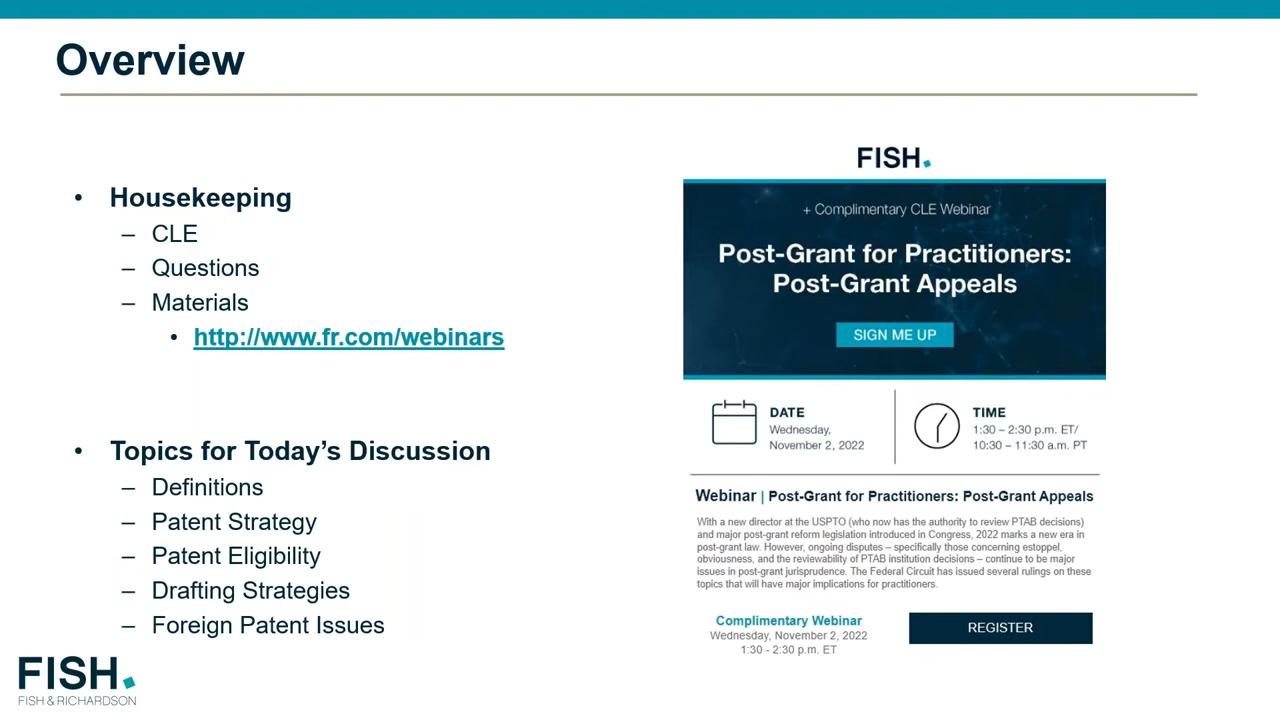 Overview
• Housekeeping
– CLE
– Questions
– Materials
• http://www.fr.com/webinars
• Topics for Today’s Discussion
– Definitions
– Patent Strategy
– Patent Eligibility
– Drafting Strategies
– Foreign Patent Issues
FISH.
FISH & RICHARDSON
FISH.
+ Complimentary CLE Webinar
Post-Grant for Practitioners:
Post-Grant Appeals
SIGN ME UP
DATE
Wednesday,
November 2, 2022
TIME
1:30 – 2:30 p.m. ET/
10:30 – 11:30 a.m. PT
Webinar | Post-Grant for Practitioners: Post-Grant Appeals
With a new director at the USPTO (who now has the authority to review PTAB decisions)
and major post-grant reform legislation introduced in Congress, 2022 marks a new era in
post-grant law. However, ongoing disputes – specifically those concerning estoppel,
obviousness, and the reviewability of PTAB institution decisions – continue to be major
issues in post-grant jurisprudence. The Federal Circuit has issued several rulings on these
topics that will have major implications for practitioners.
Complimentary Webinar
Wednesday, November 2, 2022
1:30 - 2:30 p.m. ET
REGISTER